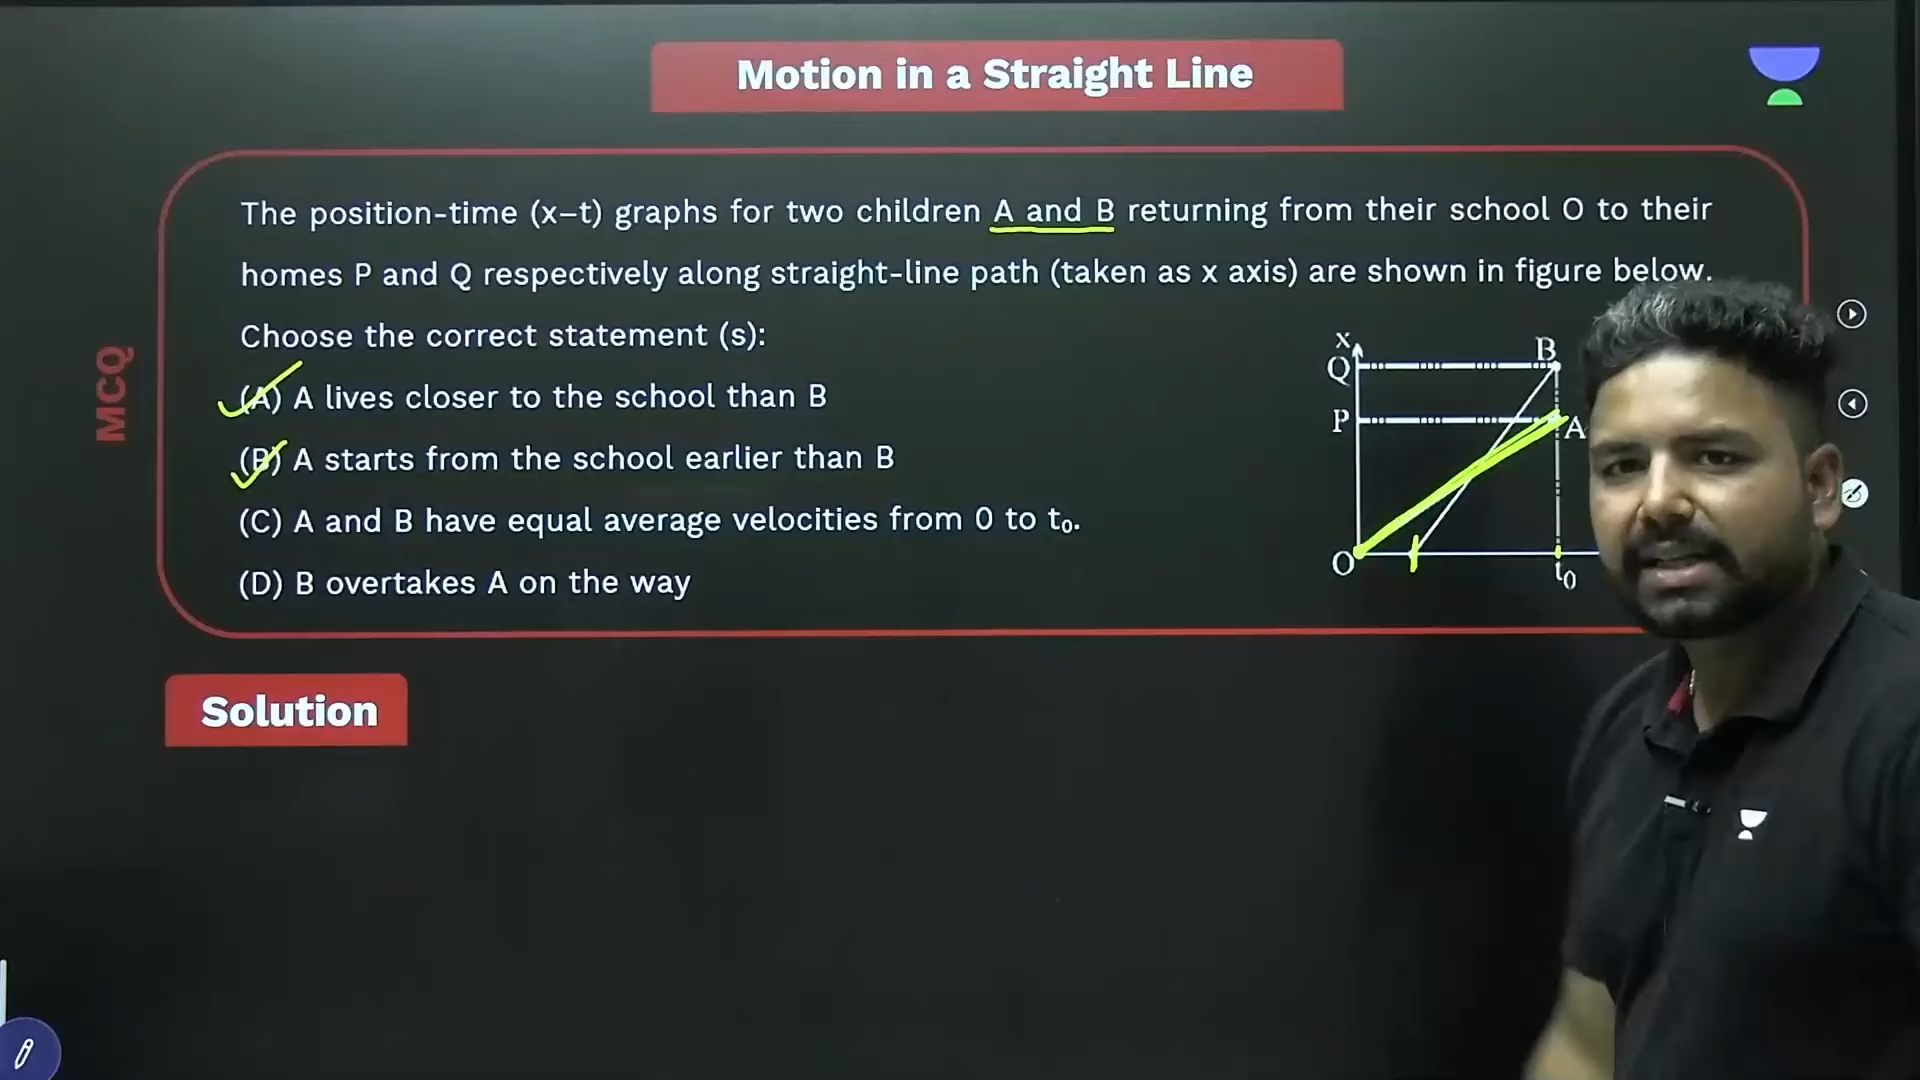 Motion in a Straight Line
MCQ
The position-time (x–t) graphs for two children A and B returning from their school O to their
homes P and Q respectively along straight-line path (taken as x axis) are shown in figure below.
Choose the correct statement (s):
(A) A lives closer to the school than B
(B) A starts from the school earlier than B
(C) A and B have equal average velocities from 0 to t₀.
(D) B overtakes A on the way
x
Q
B
P
A
O
t₀
Solution